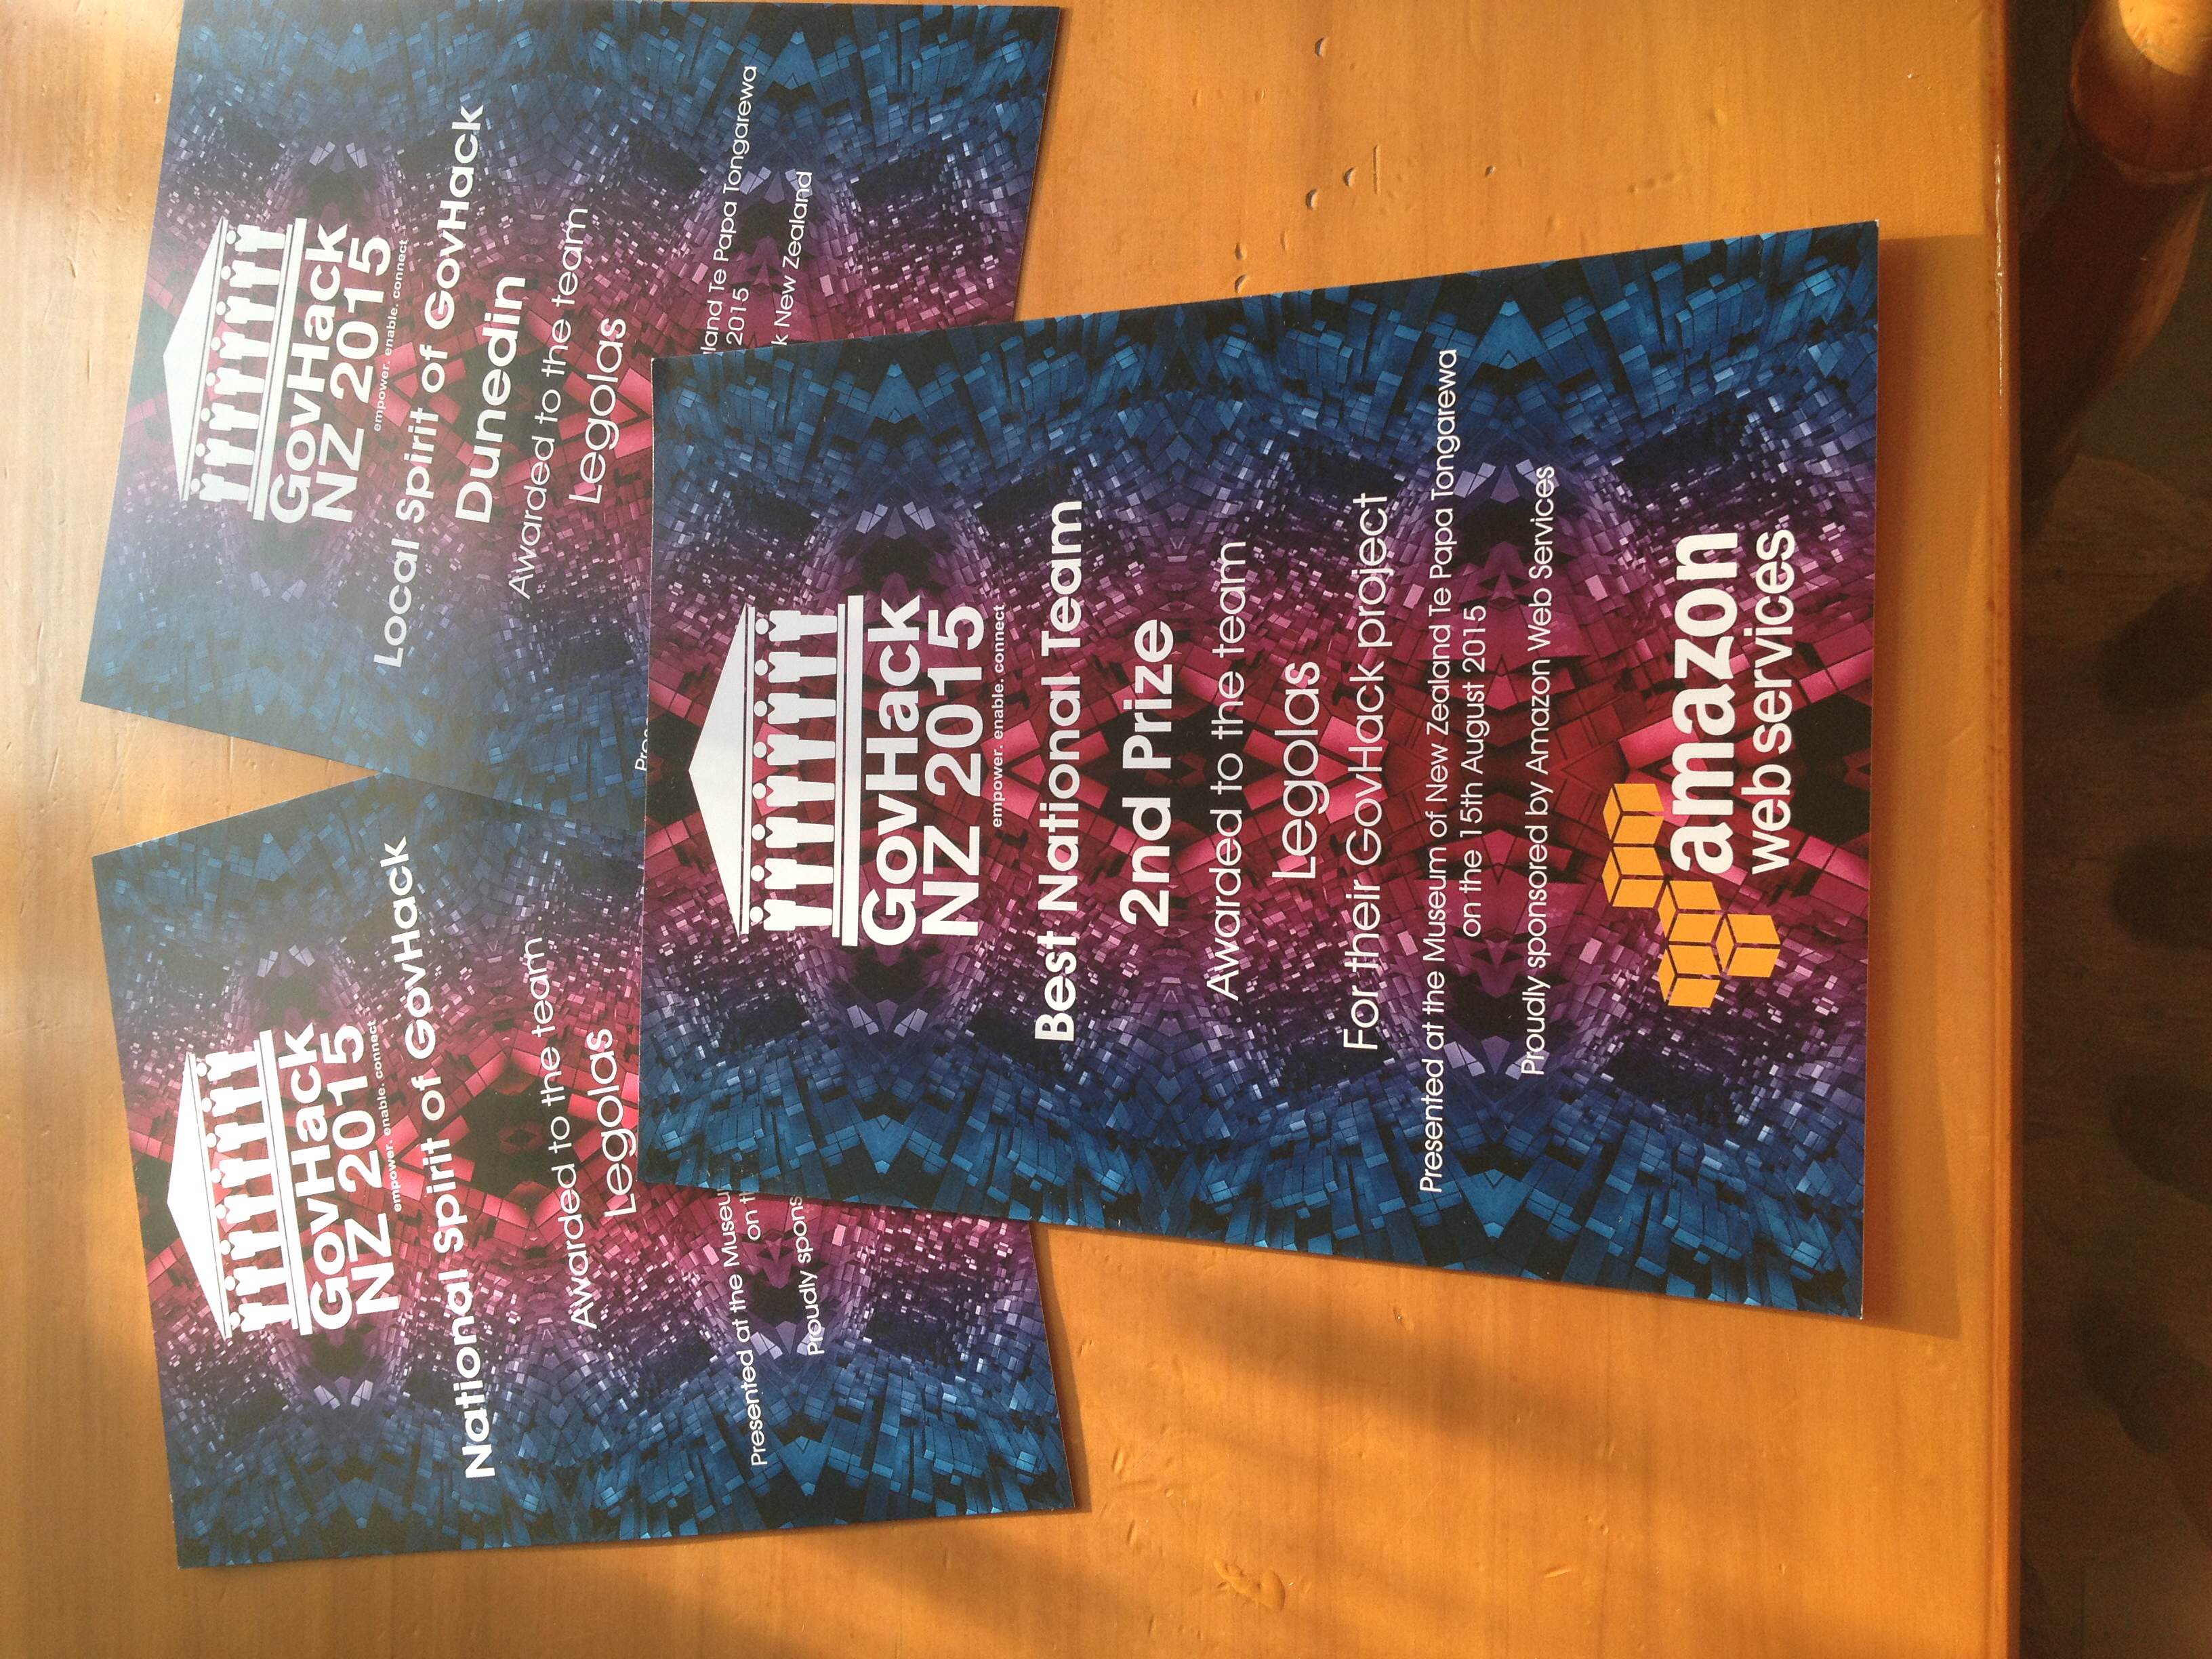 GovHack
NZ 2015
empower. enable. connect
National Spirit of GovHack
Awarded to the team
Legolas
Presented at the
on
Proudly
GovHack
NZ 2015
empower. enable. connect
Local Spirit of GovHack
Dunedin
Awarded to the team
Legolas
Te Papa Tongarewa
2015
New Zealand
GovHack
NZ 2015
empower. enable. connect
Best National Team
2nd Prize
Awarded to the team
Legolas
For their GovHack project
Presented at the Museum of New Zealand Te Papa Tongarewa
on the 15th August 2015
Proudly sponsored by Amazon Web Services
amazon
web services